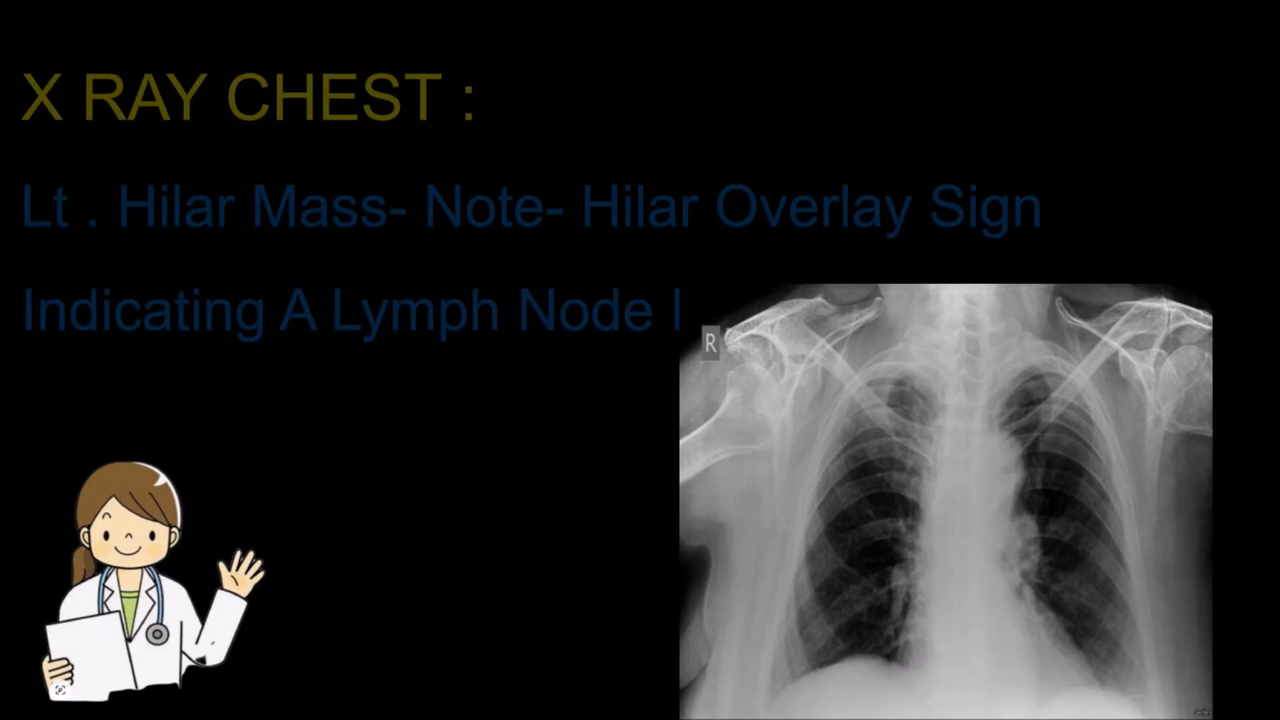 X RAY CHEST :
Lt . Hilar Mass- Note- Hilar Overlay Sign
Indicating A Lymph Node
R